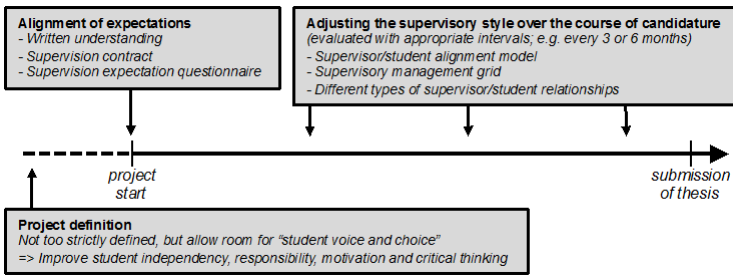 Alignment of expectations
- Written understanding
- Supervision contract
- Supervision expectation questionnaire
Adjusting the supervisory style over the course of candidature
(evaluated with appropriate intervals; e.g. every 3 or 6 months)
- Supervisor/student alignment model
- Supervisory management grid
- Different types of supervisor/student relationships
project
start
submission
of thesis
Project definition
Not too strictly defined, but allow room for "student voice and choice"
=> Improve student independency, responsibility, motivation and critical thinking